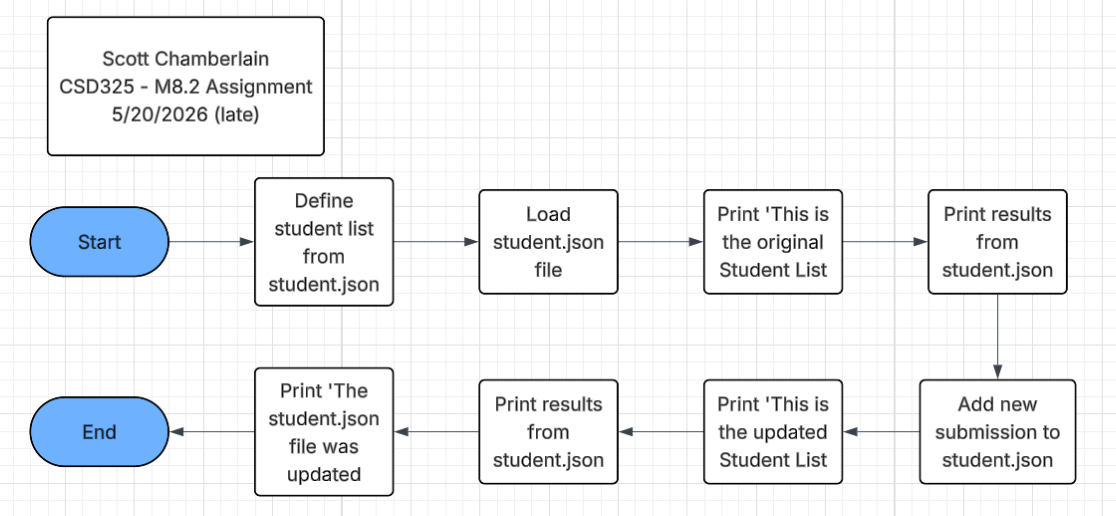 Scott Chamberlain
CSD325 - M8.2 Assignment
5/20/2026 (late)
Start
Define
student list
from
student.json
Load
student.json
file
Print 'This is
the original
Student List
Print results
from
student.json
Add new
submission to
student.json
Print 'This is
the updated
Student List
Print results
from
student.json
Print 'The
student.json
file was
updated
End